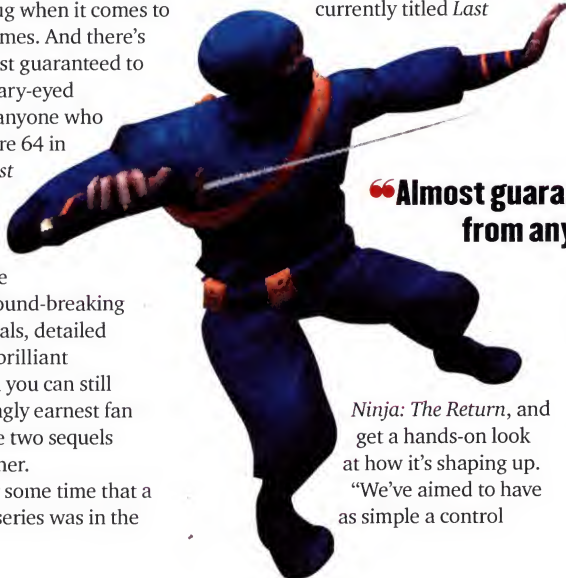 ug when it comes to
mes. And there's
st guaranteed to
ary-eyed
anyone who
re 64 in
st
e
ound-breaking
als, detailed
brilliant
you can still
ngly earnest fan
e two sequels
her.
some time that a
series was in the
currently titled Last
“Almost guara
from any
Ninja: The Return, and
get a hands-on look
at how it's shaping up.
“We've aimed to have
as simple a control